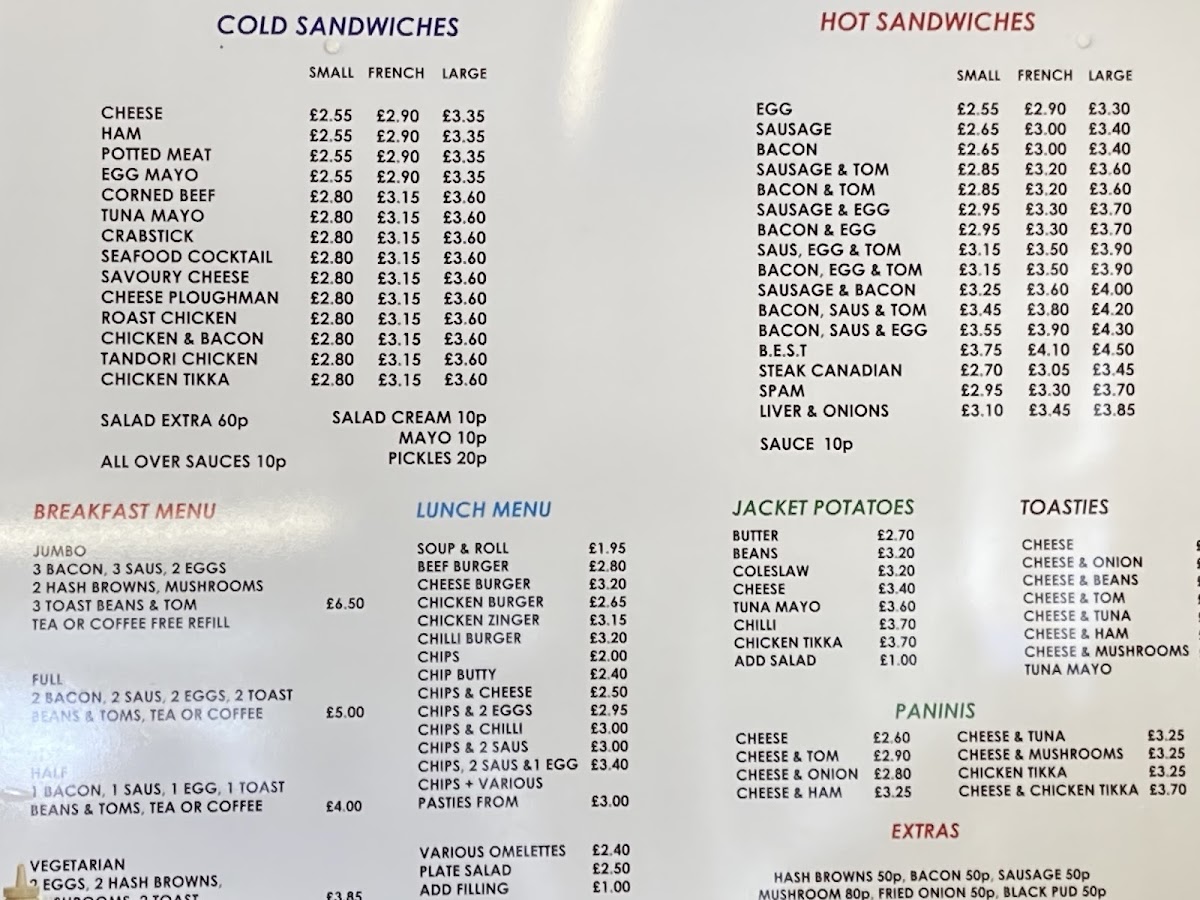 COLD SANDWICHES
SMALL FRENCH LARGE
CHEESE £2.55 £2.90 £3.35
HAM £2.55 £2.90 £3.35
POTTED MEAT £2.55 £2.90 £3.35
EGG MAYO £2.55 £2.90 £3.35
CORNED BEEF £2.80 £3.15 £3.60
TUNA MAYO £2.80 £3.15 £3.60
CRABSTICK £2.80 £3.15 £3.60
SEAFOOD COCKTAIL £2.80 £3.15 £3.60
SAVOURY CHEESE £2.80 £3.15 £3.60
CHEESE PLOUGHMAN £2.80 £3.15 £3.60
ROAST CHICKEN £2.80 £3.15 £3.60
CHICKEN & BACON £2.80 £3.15 £3.60
TANDORI CHICKEN £2.80 £3.15 £3.60
CHICKEN TIKKA £2.80 £3.15 £3.60
SALAD EXTRA 60p SALAD CREAM 10p
MAYO 10p
ALL OVER SAUCES 10p PICKLES 20p
HOT SANDWICHES
SMALL FRENCH LARGE
EGG £2.55 £2.90 £3.30
SAUSAGE £2.65 £3.00 £3.40
BACON £2.65 £3.00 £3.40
SAUSAGE & TOM £2.85 £3.20 £3.60
BACON & TOM £2.85 £3.20 £3.60
SAUSAGE & EGG £2.95 £3.30 £3.70
BACON & EGG £2.95 £3.30 £3.70
SAUS, EGG & TOM £3.15 £3.50 £3.90
BACON, EGG & TOM £3.15 £3.50 £3.90
SAUSAGE & BACON £3.25 £3.60 £4.00
BACON, SAUS & TOM £3.45 £3.80 £4.20
BACON, SAUS & EGG £3.55 £3.90 £4.30
B.E.S.T £3.75 £4.10 £4.50
STEAK CANADIAN £2.70 £3.05 £3.45
SPAM £2.95 £3.30 £3.70
LIVER & ONIONS £3.10 £3.45 £3.85
SAUCE 10p
BREAKFAST MENU
JUMBO
3 BACON, 3 SAUS, 2 EGGS
2 HASH BROWNS, MUSHROOMS
3 TOAST BEANS & TOM £6.50
TEA OR COFFEE FREE REFILL
FULL
2 BACON, 2 SAUS, 2 EGGS, 2 TOAST
BEANS & TOMS, TEA OR COFFEE £5.00
HALF
1 BACON, 1 SAUS, 1 EGG, 1 TOAST
BEANS & TOMS, TEA OR COFFEE £4.00
VEGETARIAN
2 EGGS, 2 HASH BROWNS,
2 TOAST £3.85
LUNCH MENU
SOUP & ROLL £1.95
BEEF BURGER £2.80
CHEESE BURGER £3.20
CHICKEN BURGER £2.65
CHICKEN ZINGER £3.15
CHILLI BURGER £3.20
CHIPS £2.00
CHIP BUTTY £2.40
CHIPS & CHEESE £2.50
CHIPS & 2 EGGS £2.95
CHIPS & CHILLI £3.00
CHIPS & 2 SAUS £3.00
CHIPS, 2 SAUS &1 EGG £3.40
CHIPS + VARIOUS
PASTIES FROM £3.00
VARIOUS OMELETTES £2.40
PLATE SALAD £2.50
ADD FILLING £1.00
JACKET POTATOES
BUTTER £2.70
BEANS £3.20
COLESLAW £3.20
CHEESE £3.40
TUNA MAYO £3.60
CHILLI £3.70
CHICKEN TIKKA £3.70
ADD SALAD £1.00
TOASTIES
CHEESE
CHEESE & ONION
CHEESE & BEANS
CHEESE & TOM
CHEESE & TUNA
CHEESE & HAM
CHEESE & MUSHROOMS
TUNA MAYO
PANINIS
CHEESE £2.60 CHEESE & TUNA £3.25
CHEESE & TOM £2.90 CHEESE & MUSHROOMS £3.25
CHEESE & ONION £2.80 CHICKEN TIKKA £3.25
CHEESE & HAM £3.25 CHEESE & CHICKEN TIKKA £3.70
EXTRAS
HASH BROWNS 50p, BACON 50p, SAUSAGE 50p
MUSHROOM 80p, FRIED ONION 50p, BLACK PUD 50p